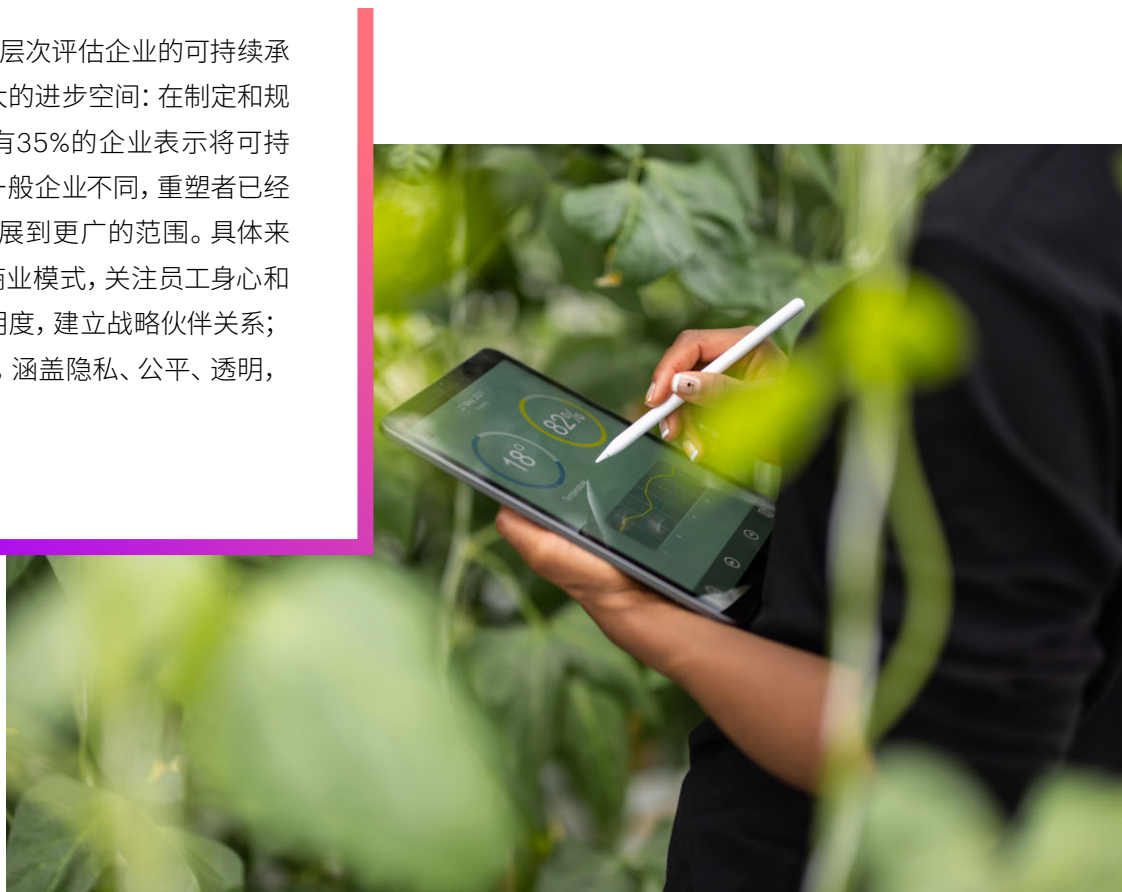 层次评估企业的可持续承
大的进步空间：在制定和规
有35%的企业表示将可持
一般企业不同，重塑者已经
展到更广的范围。具体来
商业模式，关注员工身心和
明度，建立战略伙伴关系；
，涵盖隐私、公平、透明，
82%
18°